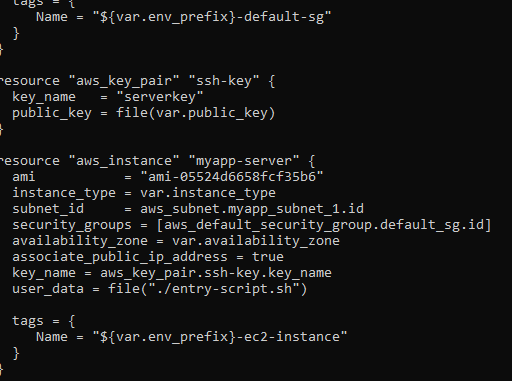 tags = {
Name = "${var.env_prefix}-default-sg"
}
}
resource "aws_key_pair" "ssh-key" {
key_name   = "serverkey"
public_key = file(var.public_key)
}
resource "aws_instance" "myapp-server" {
ami           = "ami-05524d6658fcf35b6"
instance_type = var.instance_type
subnet_id     = aws_subnet.myapp_subnet_1.id
security_groups = [aws_default_security_group.default_sg.id]
availability_zone = var.availability_zone
associate_public_ip_address = true
key_name = aws_key_pair.ssh-key.key_name
user_data = file("./entry-script.sh")
tags = {
Name = "${var.env_prefix}-ec2-instance"
}
}